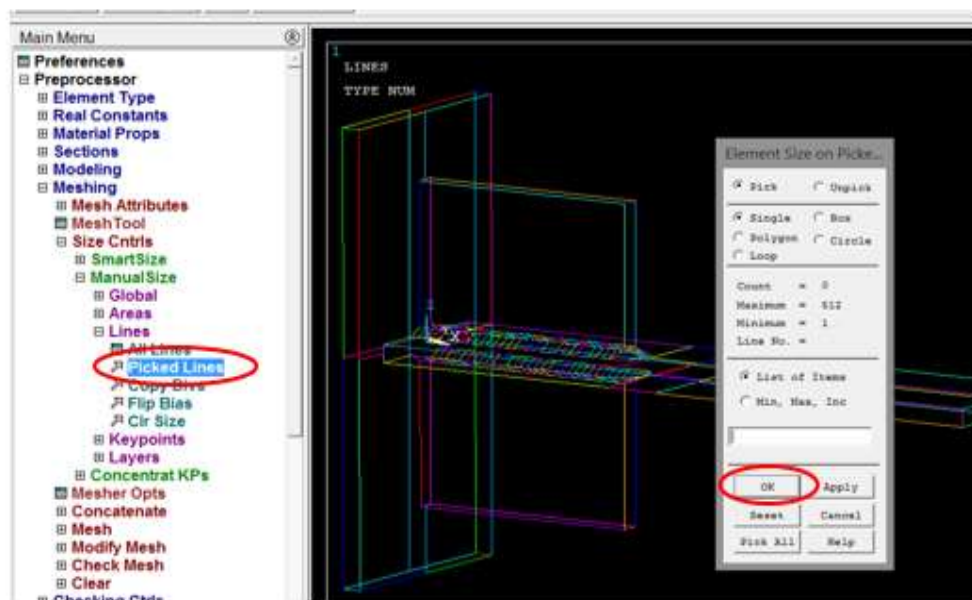 Main Menu
Preferences
Preprocessor
Element Type
Real Constants
Material Props
Sections
Modeling
Meshing
Mesh Attributes
MeshTool
Size Cntrls
SmartSize
ManualSize
Global
Areas
Lines
All Lines
Picked Lines
Copy Divs
Flip Bias
Clr Size
Keypoints
Layers
Concentrat KPs
Mesher Opts
Concatenate
Mesh
Modify Mesh
Check Mesh
Clear
Checking Ctrls
1
LINES
TYPE NUM
X
Element Size on Picke...
Pick Unpick
Single Box
Polygon Circle
Loop
Count = 0
Maximum = 612
Minimum = 1
Line No. =
List of Items
Min, Max, Inc
OK Apply
Reset Cancel
Pick All Help